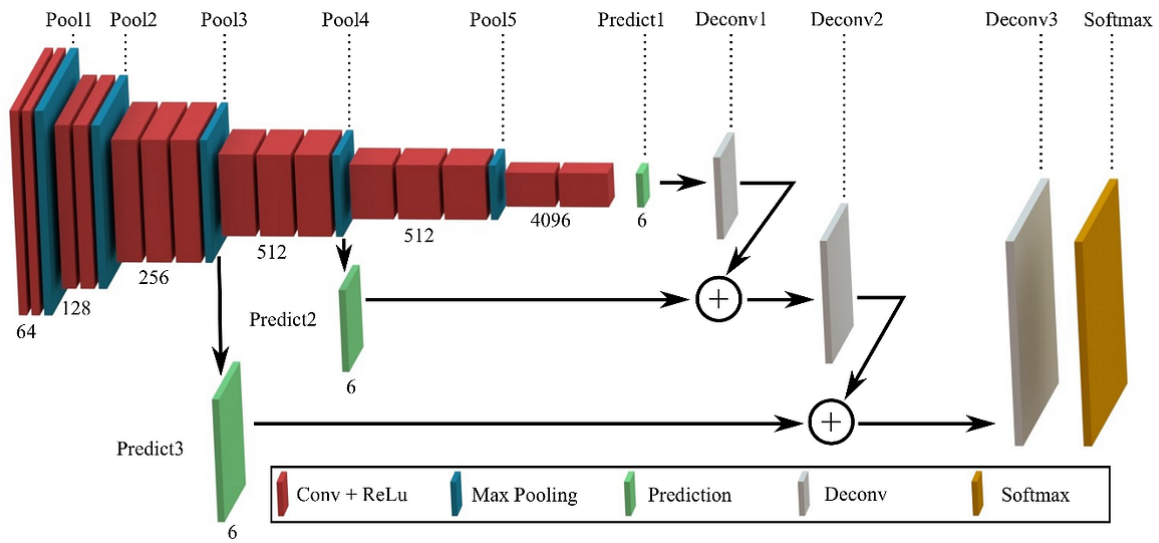 Pool1 Pool2 Pool3 Pool4 Pool5 Predict1 Deconv1 Deconv2 Deconv3 Softmax
64
128
256
512
512
4096
6
+
Predict2
6
+
Predict3
6
Conv + ReLu Max Pooling Prediction Deconv Softmax